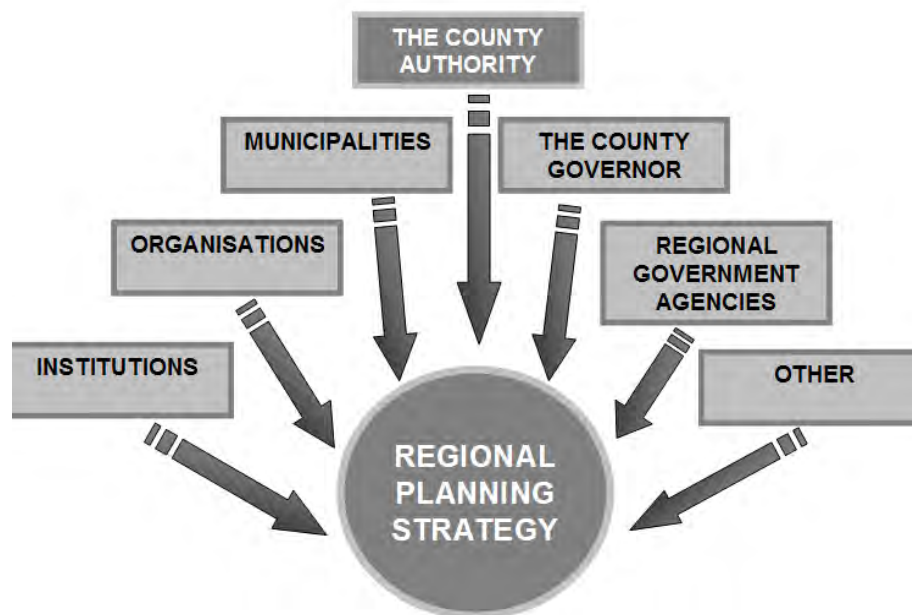 THE COUNTY
AUTHORITY
MUNICIPALITIES
THE COUNTY
GOVERNOR
ORGANISATIONS
REGIONAL
GOVERNMENT
AGENCIES
INSTITUTIONS
OTHER
REGIONAL
PLANNING
STRATEGY